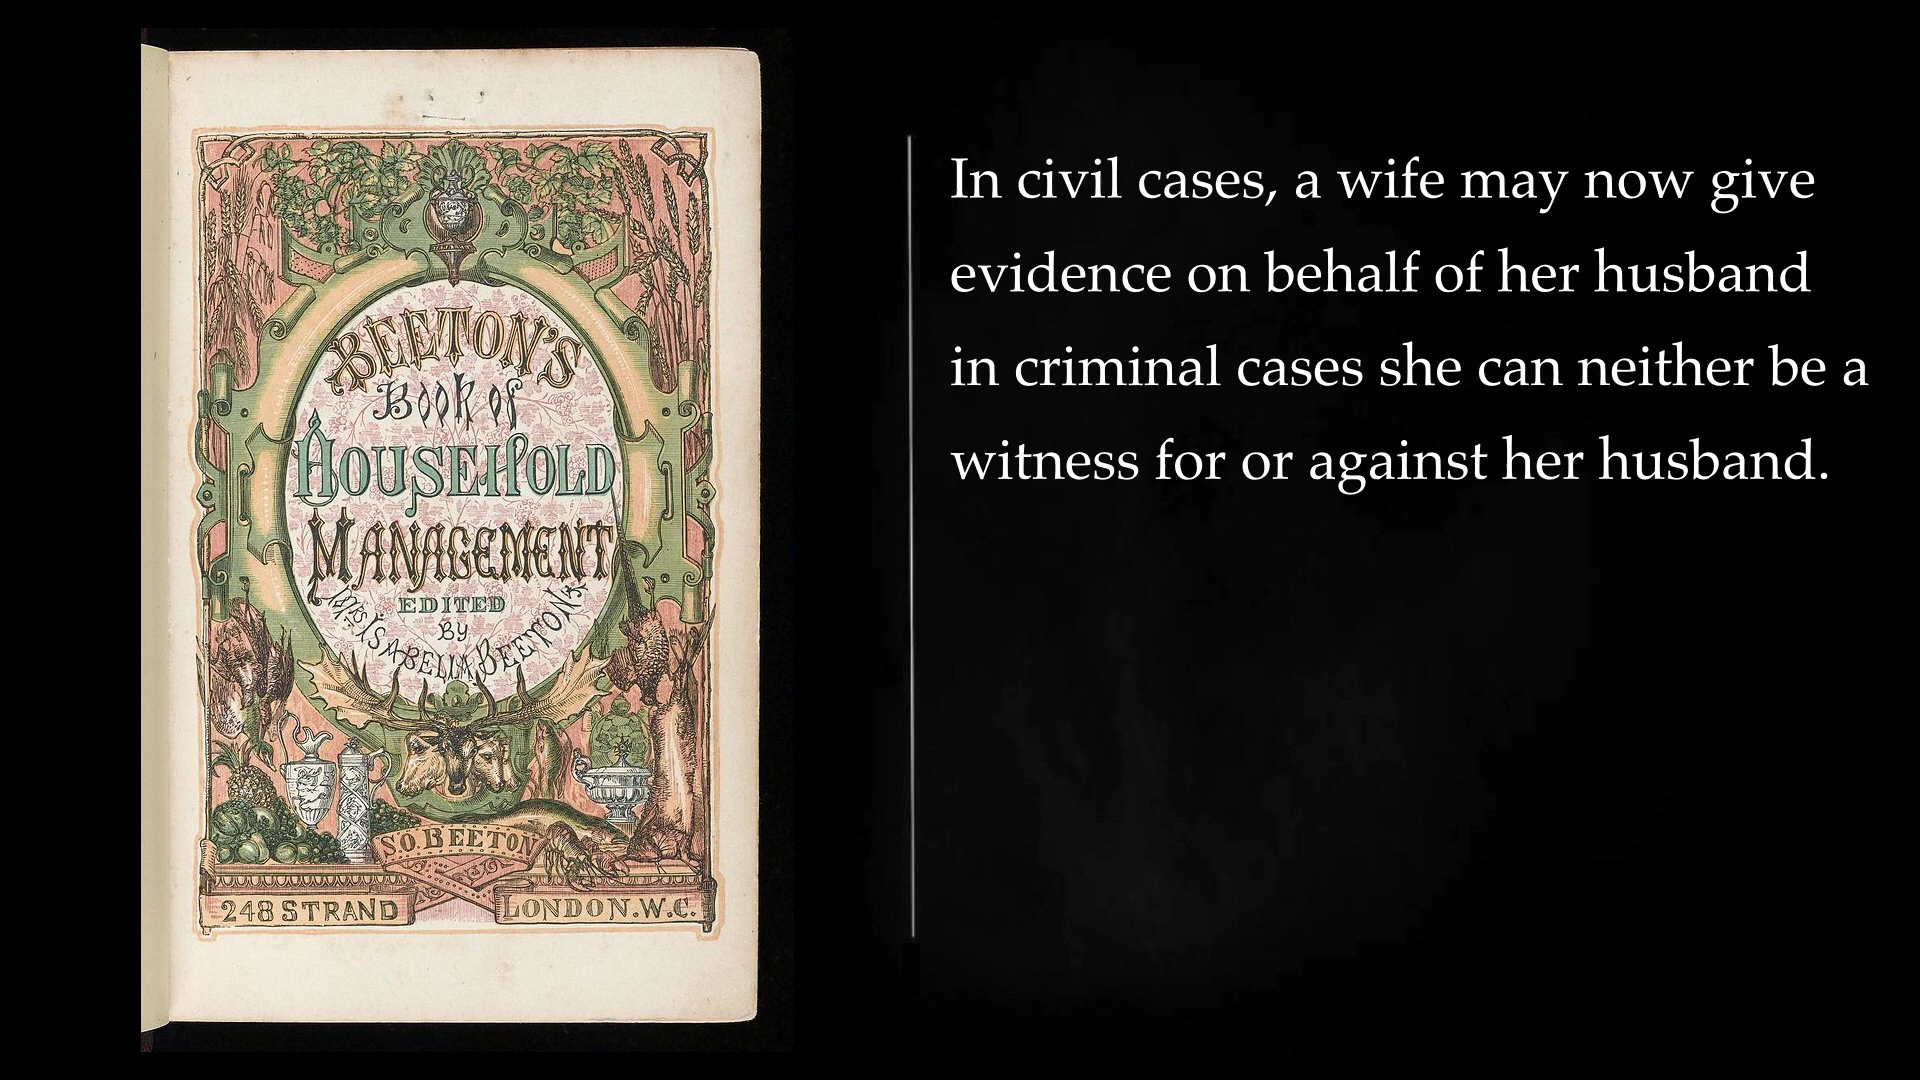 BEETON'S
Book of
HOUSEHOLD
MANAGEMENT
EDITED
By
MRS ISABELLA BEETON
S.O. BEETON
248 STRAND
LONDON. W.C.
In civil cases, a wife may now give
evidence on behalf of her husband
in criminal cases she can neither be a
witness for or against her husband.